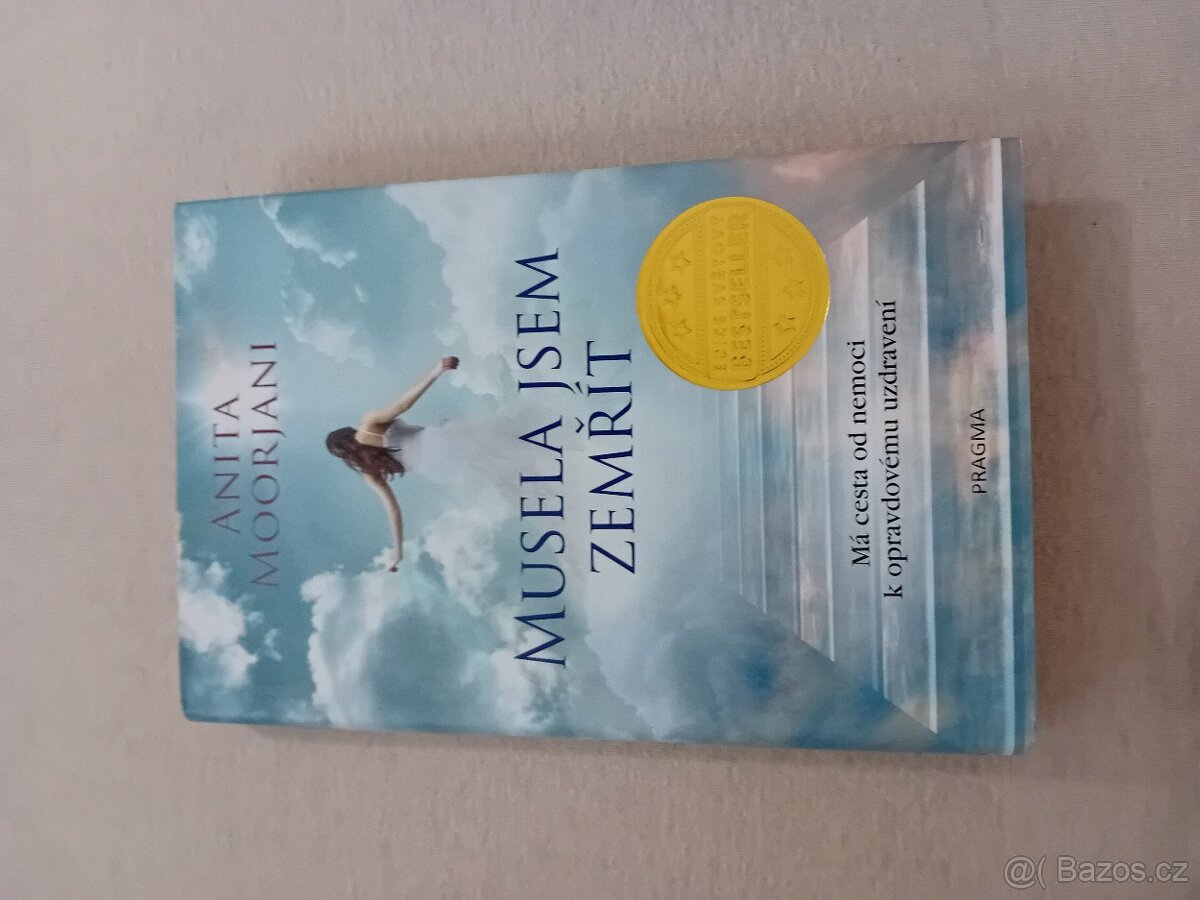 ANITA
MOORJANI
MUSELA JSEM
ZEMŘÍT
EDICE SVĚTOVÝ
BESTSELLER
Má cesta od nemoci
k opravdovému uzdravení
PRAGMA
@( Bazos.cz